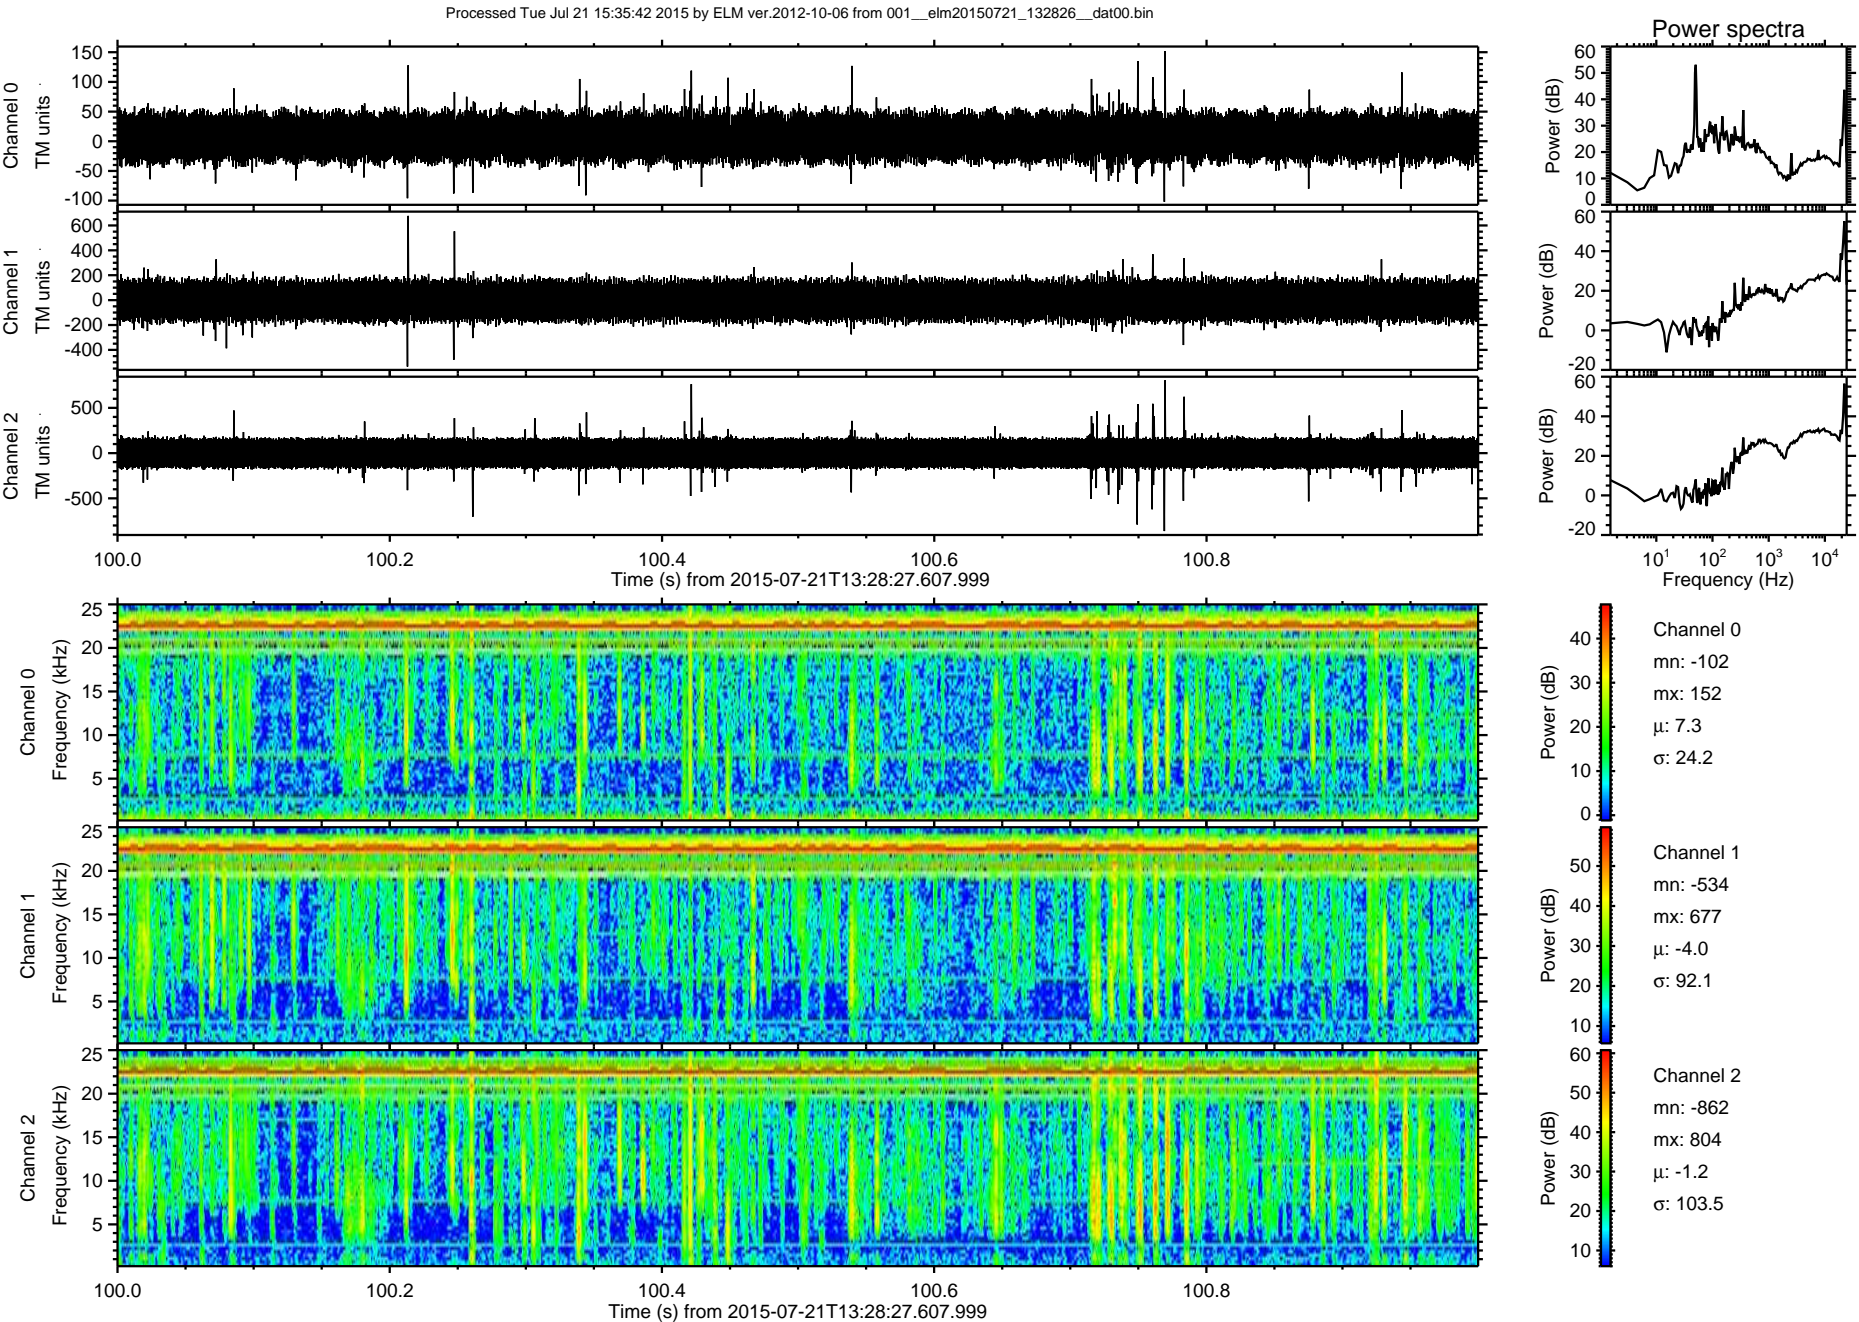 Processed Tue Jul 21 15:35:42 2015 by ELM ver.2012-10-06 from 001__elm20150721_132826__dat00.bin
Power spectra
Channel 0
TM units
150
100
50
0
-50
-100
Power (dB)
60
50
40
30
20
10
0
Channel 1
TM units
600
400
200
0
-200
-400
Power (dB)
60
40
20
0
-20
Channel 2
TM units
500
0
-500
Power (dB)
60
40
20
0
-20
100.0 100.2 100.4 100.6 100.8
Time (s) from 2015-07-21T13:28:27.607.999
10¹ 10² 10³ 10⁴
Frequency (Hz)
Channel 0
Frequency (kHz)
25
20
15
10
5
Power (dB)
40
30
20
10
0
Channel 0
mn: -102
mx: 152
μ: 7.3
σ: 24.2
Channel 1
Frequency (kHz)
25
20
15
10
5
Power (dB)
50
40
30
20
10
Channel 1
mn: -534
mx: 677
μ: -4.0
σ: 92.1
Channel 2
Frequency (kHz)
25
20
15
10
5
Power (dB)
60
50
40
30
20
10
Channel 2
mn: -862
mx: 804
μ: -1.2
σ: 103.5
100.0 100.2 100.4 100.6 100.8
Time (s) from 2015-07-21T13:28:27.607.999